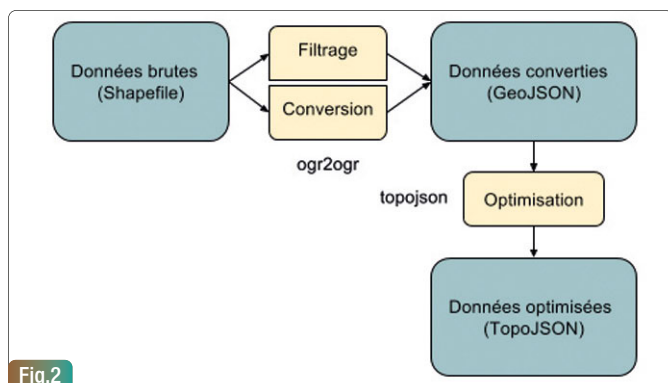 Données brutes
(Shapefile)
Filtrage
Conversion
ogr2ogr
Données converties
(GeoJSON)
topojson
Optimisation
Données optimisées
(TopoJSON)
Fig.2